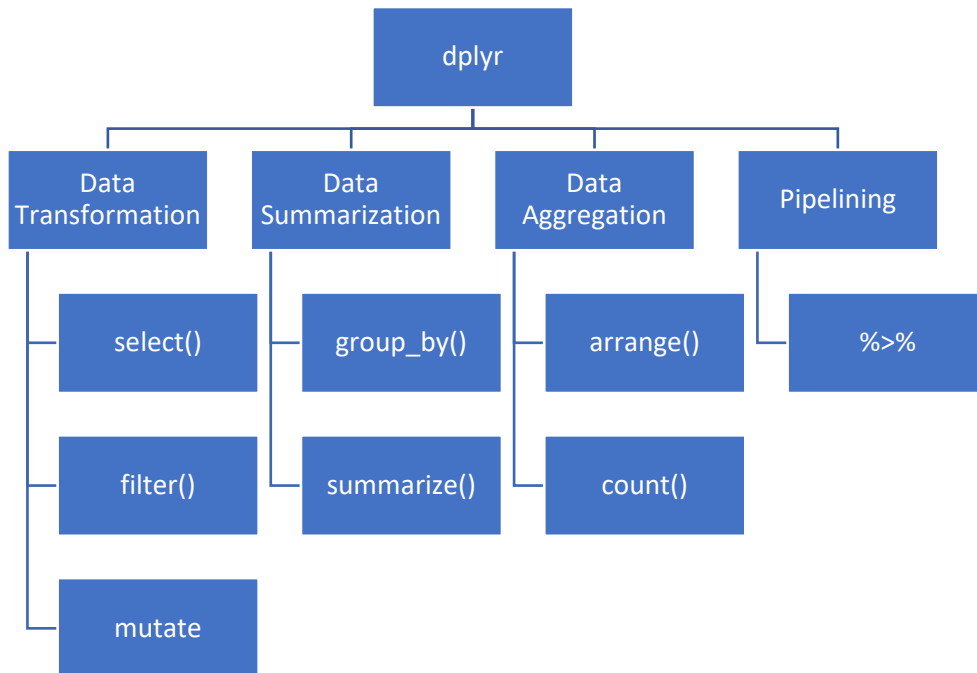 dplyr
Data
Transformation
Data
Summarization
Data
Aggregation
Pipelining
select()
group_by()
arrange()
%>%
filter()
summarize()
count()
mutate